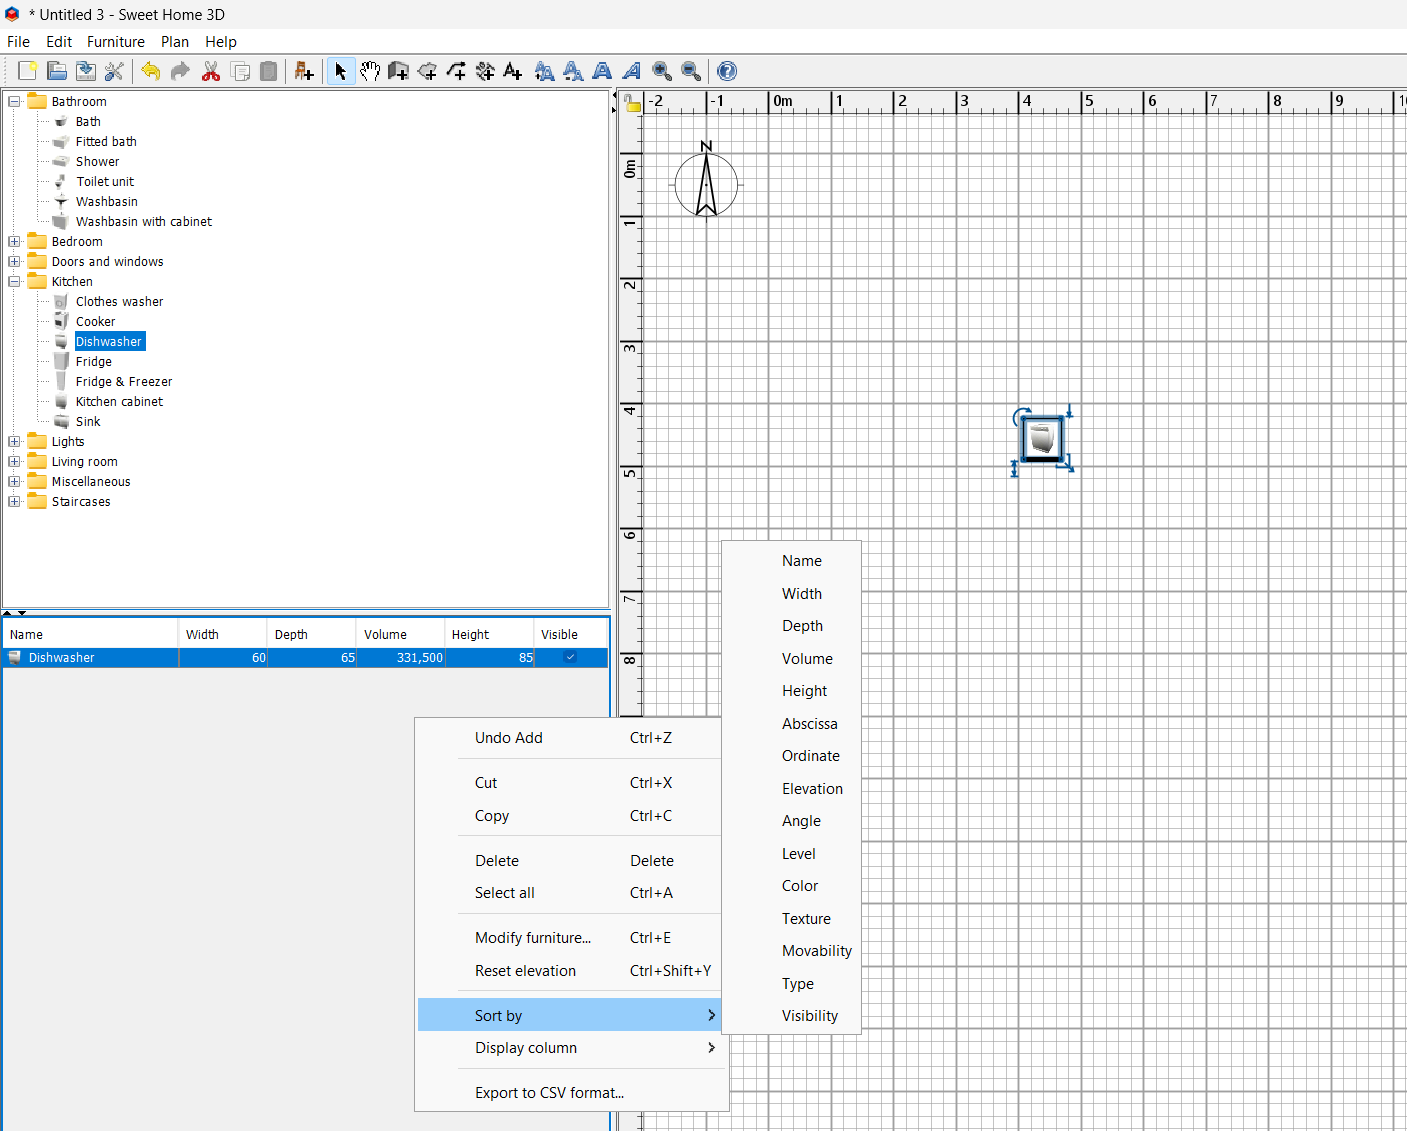 * Untitled 3 - Sweet Home 3D
File Edit Furniture Plan Help
Bathroom
Bath
Fitted bath
Shower
Toilet unit
Washbasin
Washbasin with cabinet
Bedroom
Doors and windows
Kitchen
Clothes washer
Cooker
Dishwasher
Fridge
Fridge & Freezer
Kitchen cabinet
Sink
Lights
Living room
Miscellaneous
Staircases
Name Width Depth Volume Height Visible
Dishwasher 60 65 331,500 85
-2 -1 0m 1 2 3 4 5 6 7 8 9 10
0m
1
2
3
4
5
6
7
8
N
Undo Add Ctrl+Z
Cut Ctrl+X
Copy Ctrl+C
Delete Delete
Select all Ctrl+A
Modify furniture... Ctrl+E
Reset elevation Ctrl+Shift+Y
Sort by
Display column
Export to CSV format...
Name
Width
Depth
Volume
Height
Abscissa
Ordinate
Elevation
Angle
Level
Color
Texture
Movability
Type
Visibility